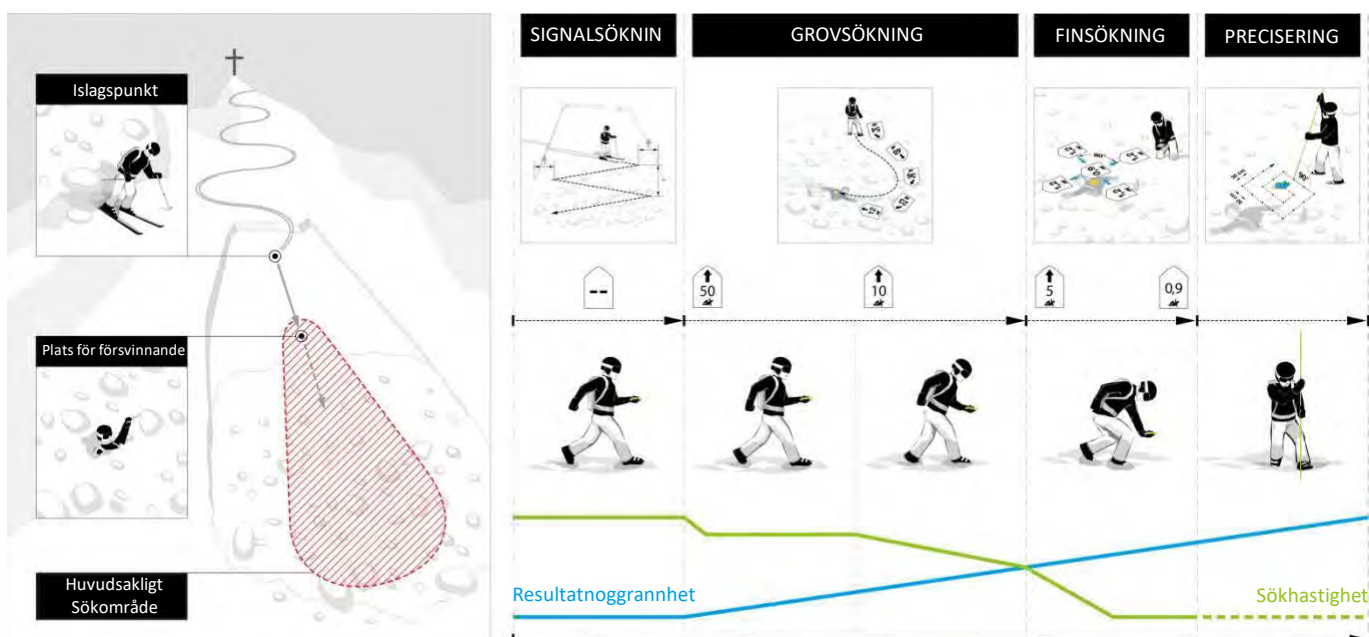 Islagspunkt
Plats för försvinnande
Huvudsakligt
Sökområde
SIGNALSÖKNIN
GROVSÖKNING
FINSÖKNING
PRECISERING
--
50
10
5
0,9
Resultatnoggrannhet
Sökhastighet